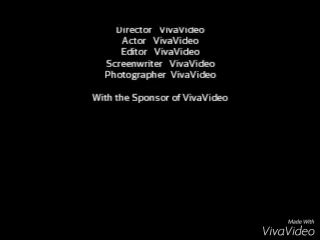 Director VivaVideo
Actor VivaVideo
Editor VivaVideo
Screenwriter VivaVideo
Photographer VivaVideo
With the Sponsor of VivaVideo
Made With
VivaVideo